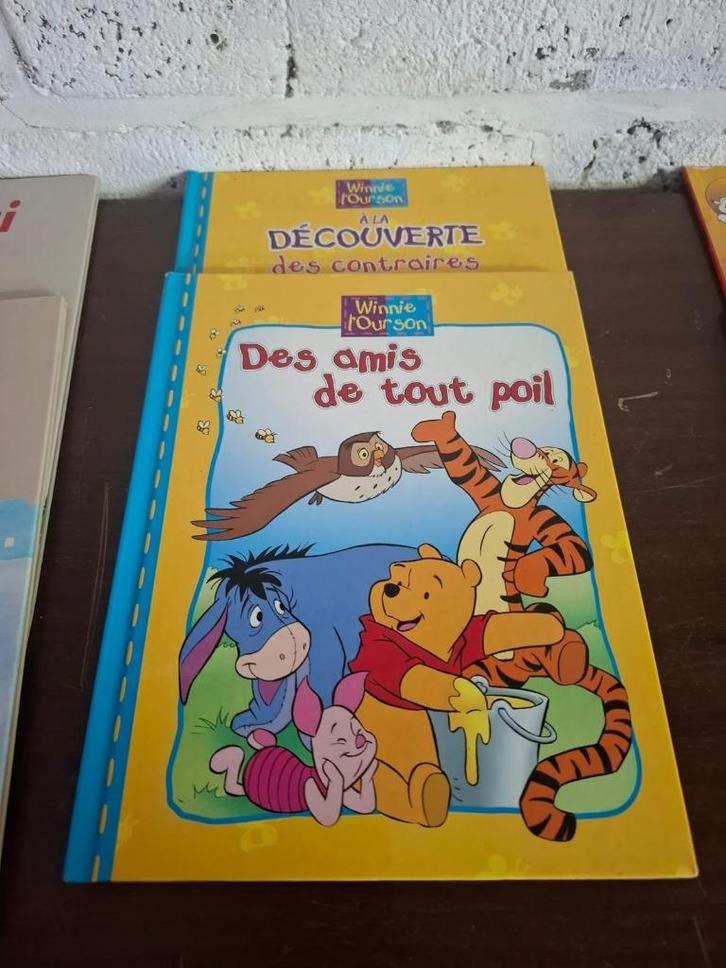 Winnie
l'Ourson
À LA
DÉCOUVERTE
des contraires
Winnie
l'Ourson
Des amis
de tout poil